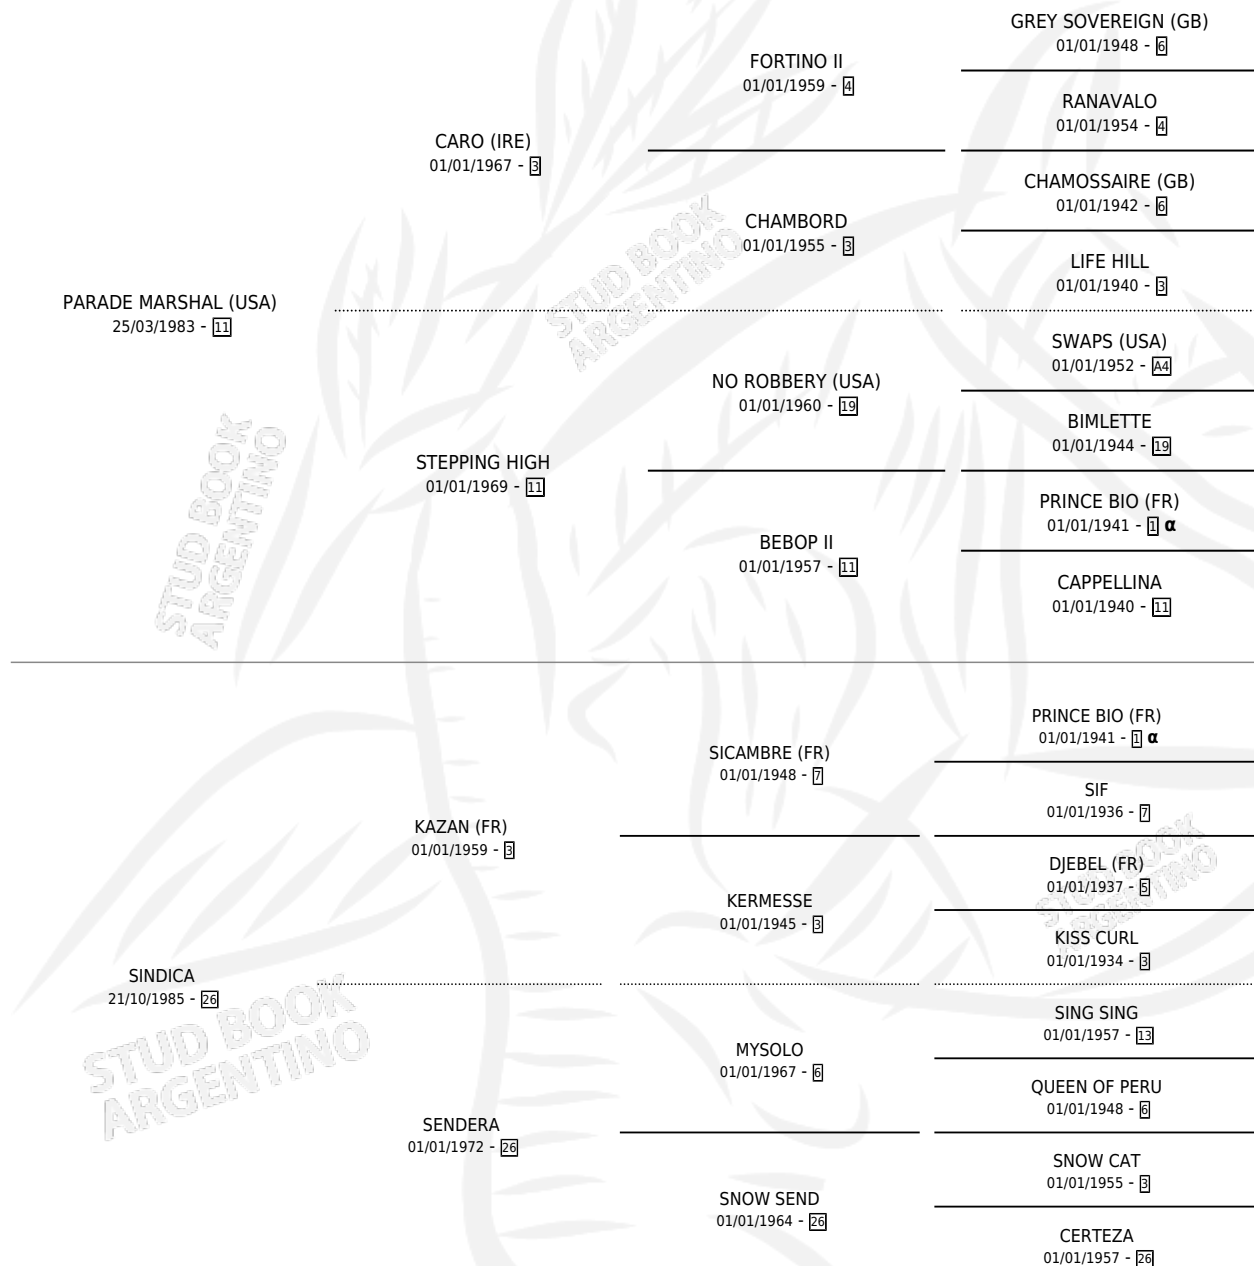 GREY SOVEREIGN (GB)
01/01/1948 - 6
FORTINO II
01/01/1959 - 4
RANAVALO
01/01/1954 - 4
CARO (IRE)
01/01/1967 - 3
CHAMOSSAIRE (GB)
01/01/1942 - 6
CHAMBORD
01/01/1955 - 3
LIFE HILL
01/01/1940 - 3
PARADE MARSHAL (USA)
25/03/1983 - 11
SWAPS (USA)
01/01/1952 - A4
NO ROBBERY (USA)
01/01/1960 - 19
BIMLETTE
01/01/1944 - 19
STEPPING HIGH
01/01/1969 - 11
PRINCE BIO (FR)
01/01/1941 - 1 α
BEBOP II
01/01/1957 - 11
CAPPELLINA
01/01/1940 - 11
PRINCE BIO (FR)
01/01/1941 - 1 α
SICAMBRE (FR)
01/01/1948 - 7
SIF
01/01/1936 - 7
KAZAN (FR)
01/01/1959 - 3
DJEBEL (FR)
01/01/1937 - 5
KERMESSE
01/01/1945 - 3
KISS CURL
01/01/1934 - 3
SINDICA
21/10/1985 - 26
SING SING
01/01/1957 - 13
MYSOLO
01/01/1967 - 6
QUEEN OF PERU
01/01/1948 - 6
SENDERA
01/01/1972 - 26
SNOW CAT
01/01/1955 - 3
SNOW SEND
01/01/1964 - 26
CERTEZA
01/01/1957 - 26
STUD BOOK
ARGENTINO
STUD BOOK
ARGENTINO
STUD BOOK
ARGENTINO
STUD BOOK
ARGENTINO